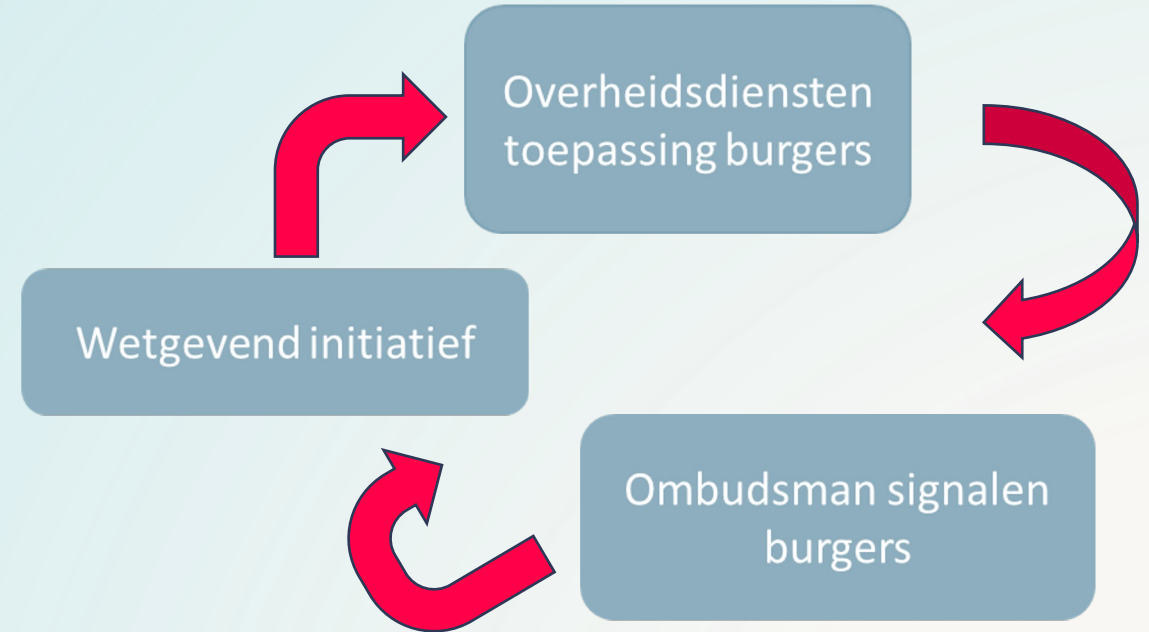 Overheidsdiensten
toepassing burgers
Wetgevend initiatief
Ombudsman signalen
burgers